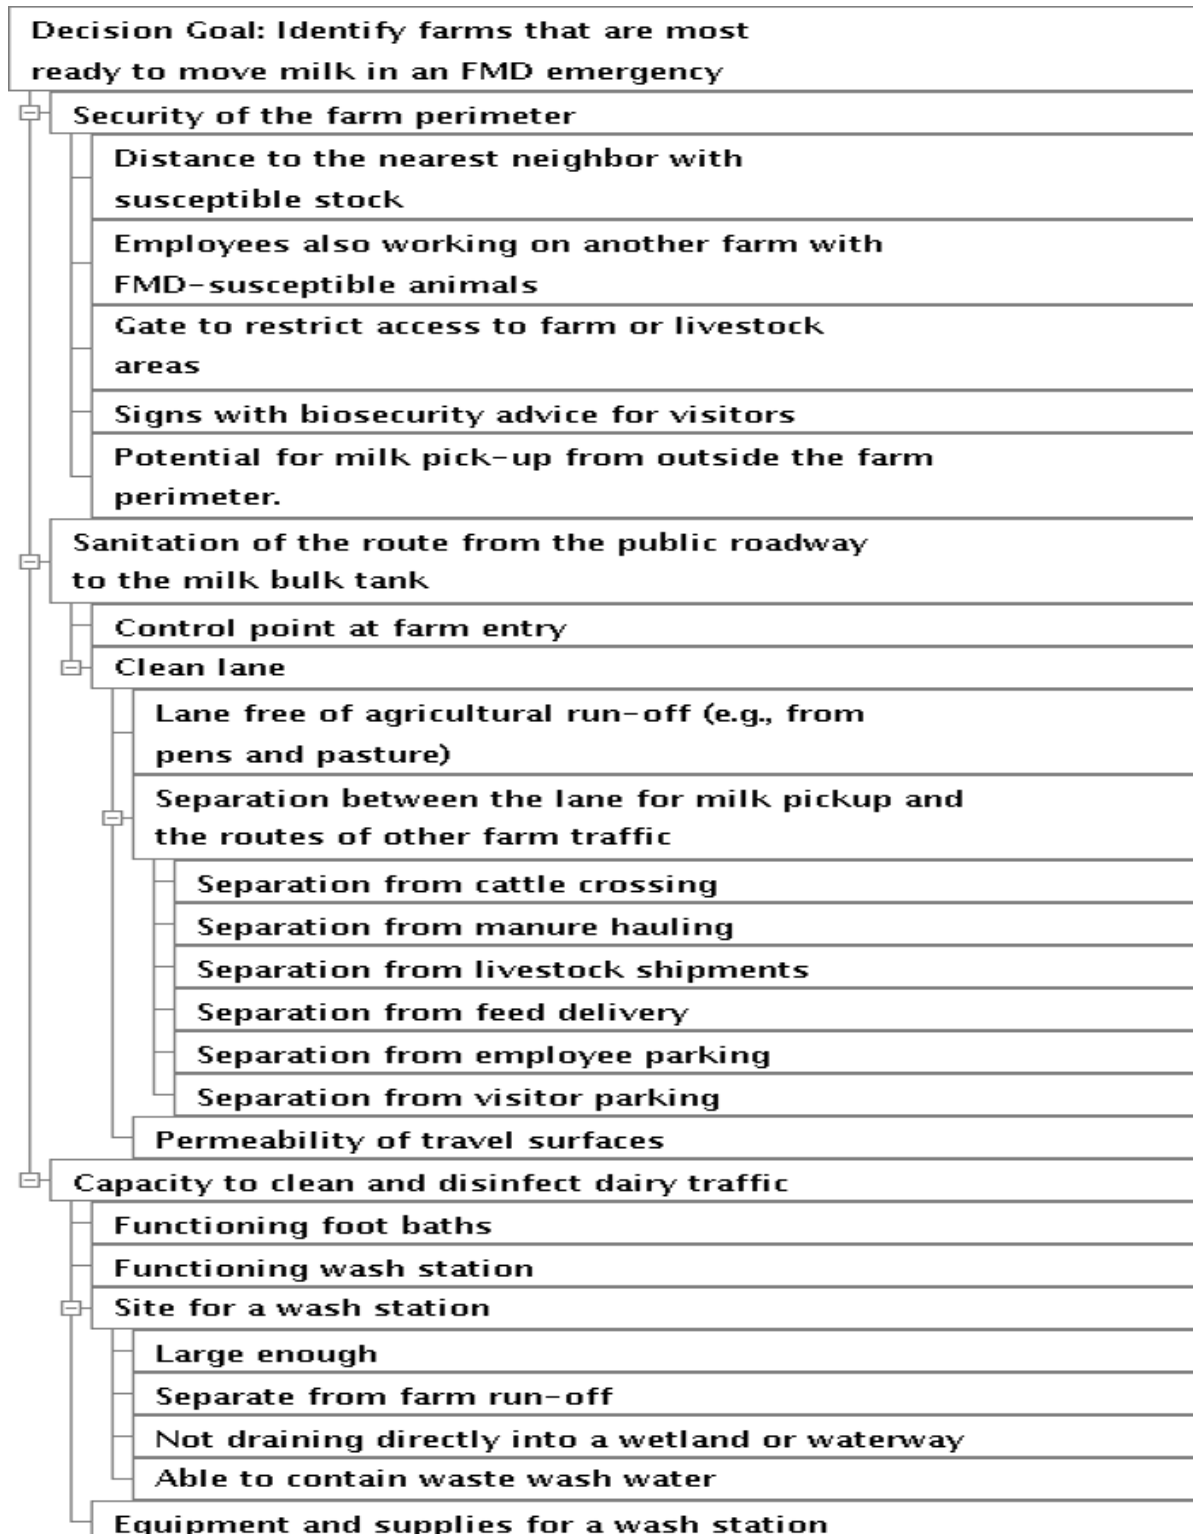 Decision Goal: Identify farms that are most
ready to move milk in an FMD emergency
Security of the farm perimeter
Distance to the nearest neighbor with
susceptible stock
Employees also working on another farm with
FMD-susceptible animals
Gate to restrict access to farm or livestock
areas
Signs with biosecurity advice for visitors
Potential for milk pick-up from outside the farm
perimeter.
Sanitation of the route from the public roadway
to the milk bulk tank
Control point at farm entry
Clean lane
Lane free of agricultural run-off (e.g., from
pens and pasture)
Separation between the lane for milk pickup and
the routes of other farm traffic
Separation from cattle crossing
Separation from manure hauling
Separation from livestock shipments
Separation from feed delivery
Separation from employee parking
Separation from visitor parking
Permeability of travel surfaces
Capacity to clean and disinfect dairy traffic
Functioning foot baths
Functioning wash station
Site for a wash station
Large enough
Separate from farm run-off
Not draining directly into a wetland or waterway
Able to contain waste wash water
Equipment and supplies for a wash station